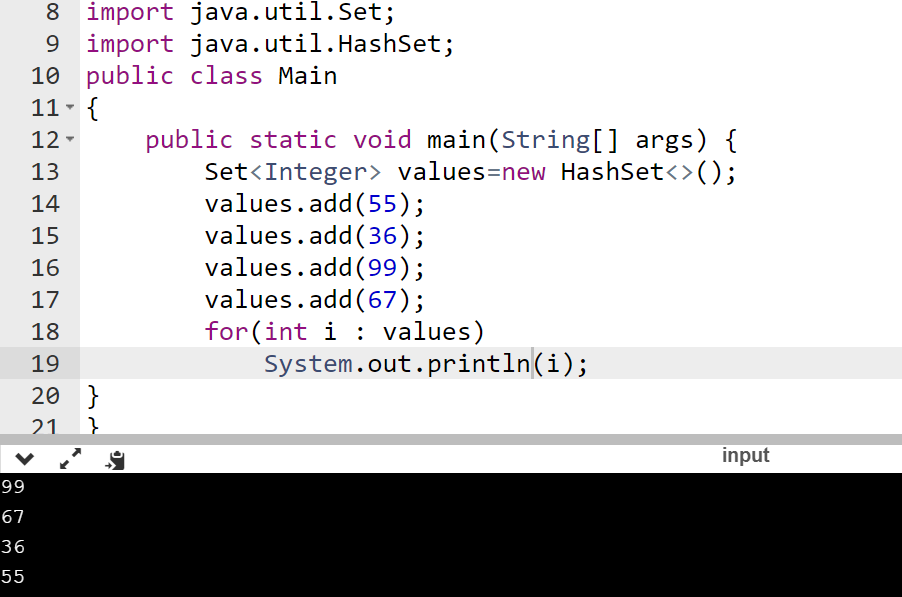 8 import java.util.Set;
9 import java.util.HashSet;
10 public class Main
11 {
12     public static void main(String[] args) {
13         Set<Integer> values=new HashSet<>();
14         values.add(55);
15         values.add(36);
16         values.add(99);
17         values.add(67);
18         for(int i : values)
19             System.out.println(i);
20 }
21 }
input
99
67
36
55